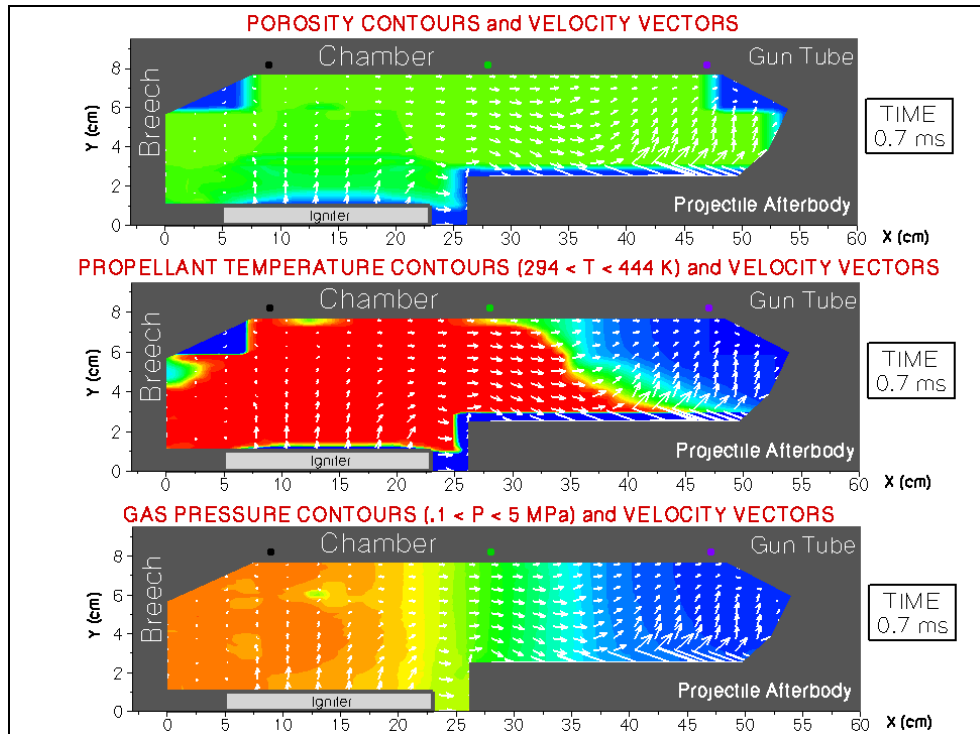 POROSITY CONTOURS and VELOCITY VECTORS
Chamber
Gun Tube
Breech
Y (cm)
8
6
4
2
0
Igniter
Projectile Afterbody
0 5 10 15 20 25 30 35 40 45 50 55 60
X (cm)
TIME
0.7 ms
PROPELLANT TEMPERATURE CONTOURS (294 < T < 444 K) and VELOCITY VECTORS
Chamber
Gun Tube
Breech
Y (cm)
8
6
4
2
0
Igniter
Projectile Afterbody
0 5 10 15 20 25 30 35 40 45 50 55 60
X (cm)
TIME
0.7 ms
GAS PRESSURE CONTOURS (.1 < P < 5 MPa) and VELOCITY VECTORS
Chamber
Gun Tube
Breech
Y (cm)
8
6
4
2
0
Igniter
Projectile Afterbody
0 5 10 15 20 25 30 35 40 45 50 55 60
X (cm)
TIME
0.7 ms